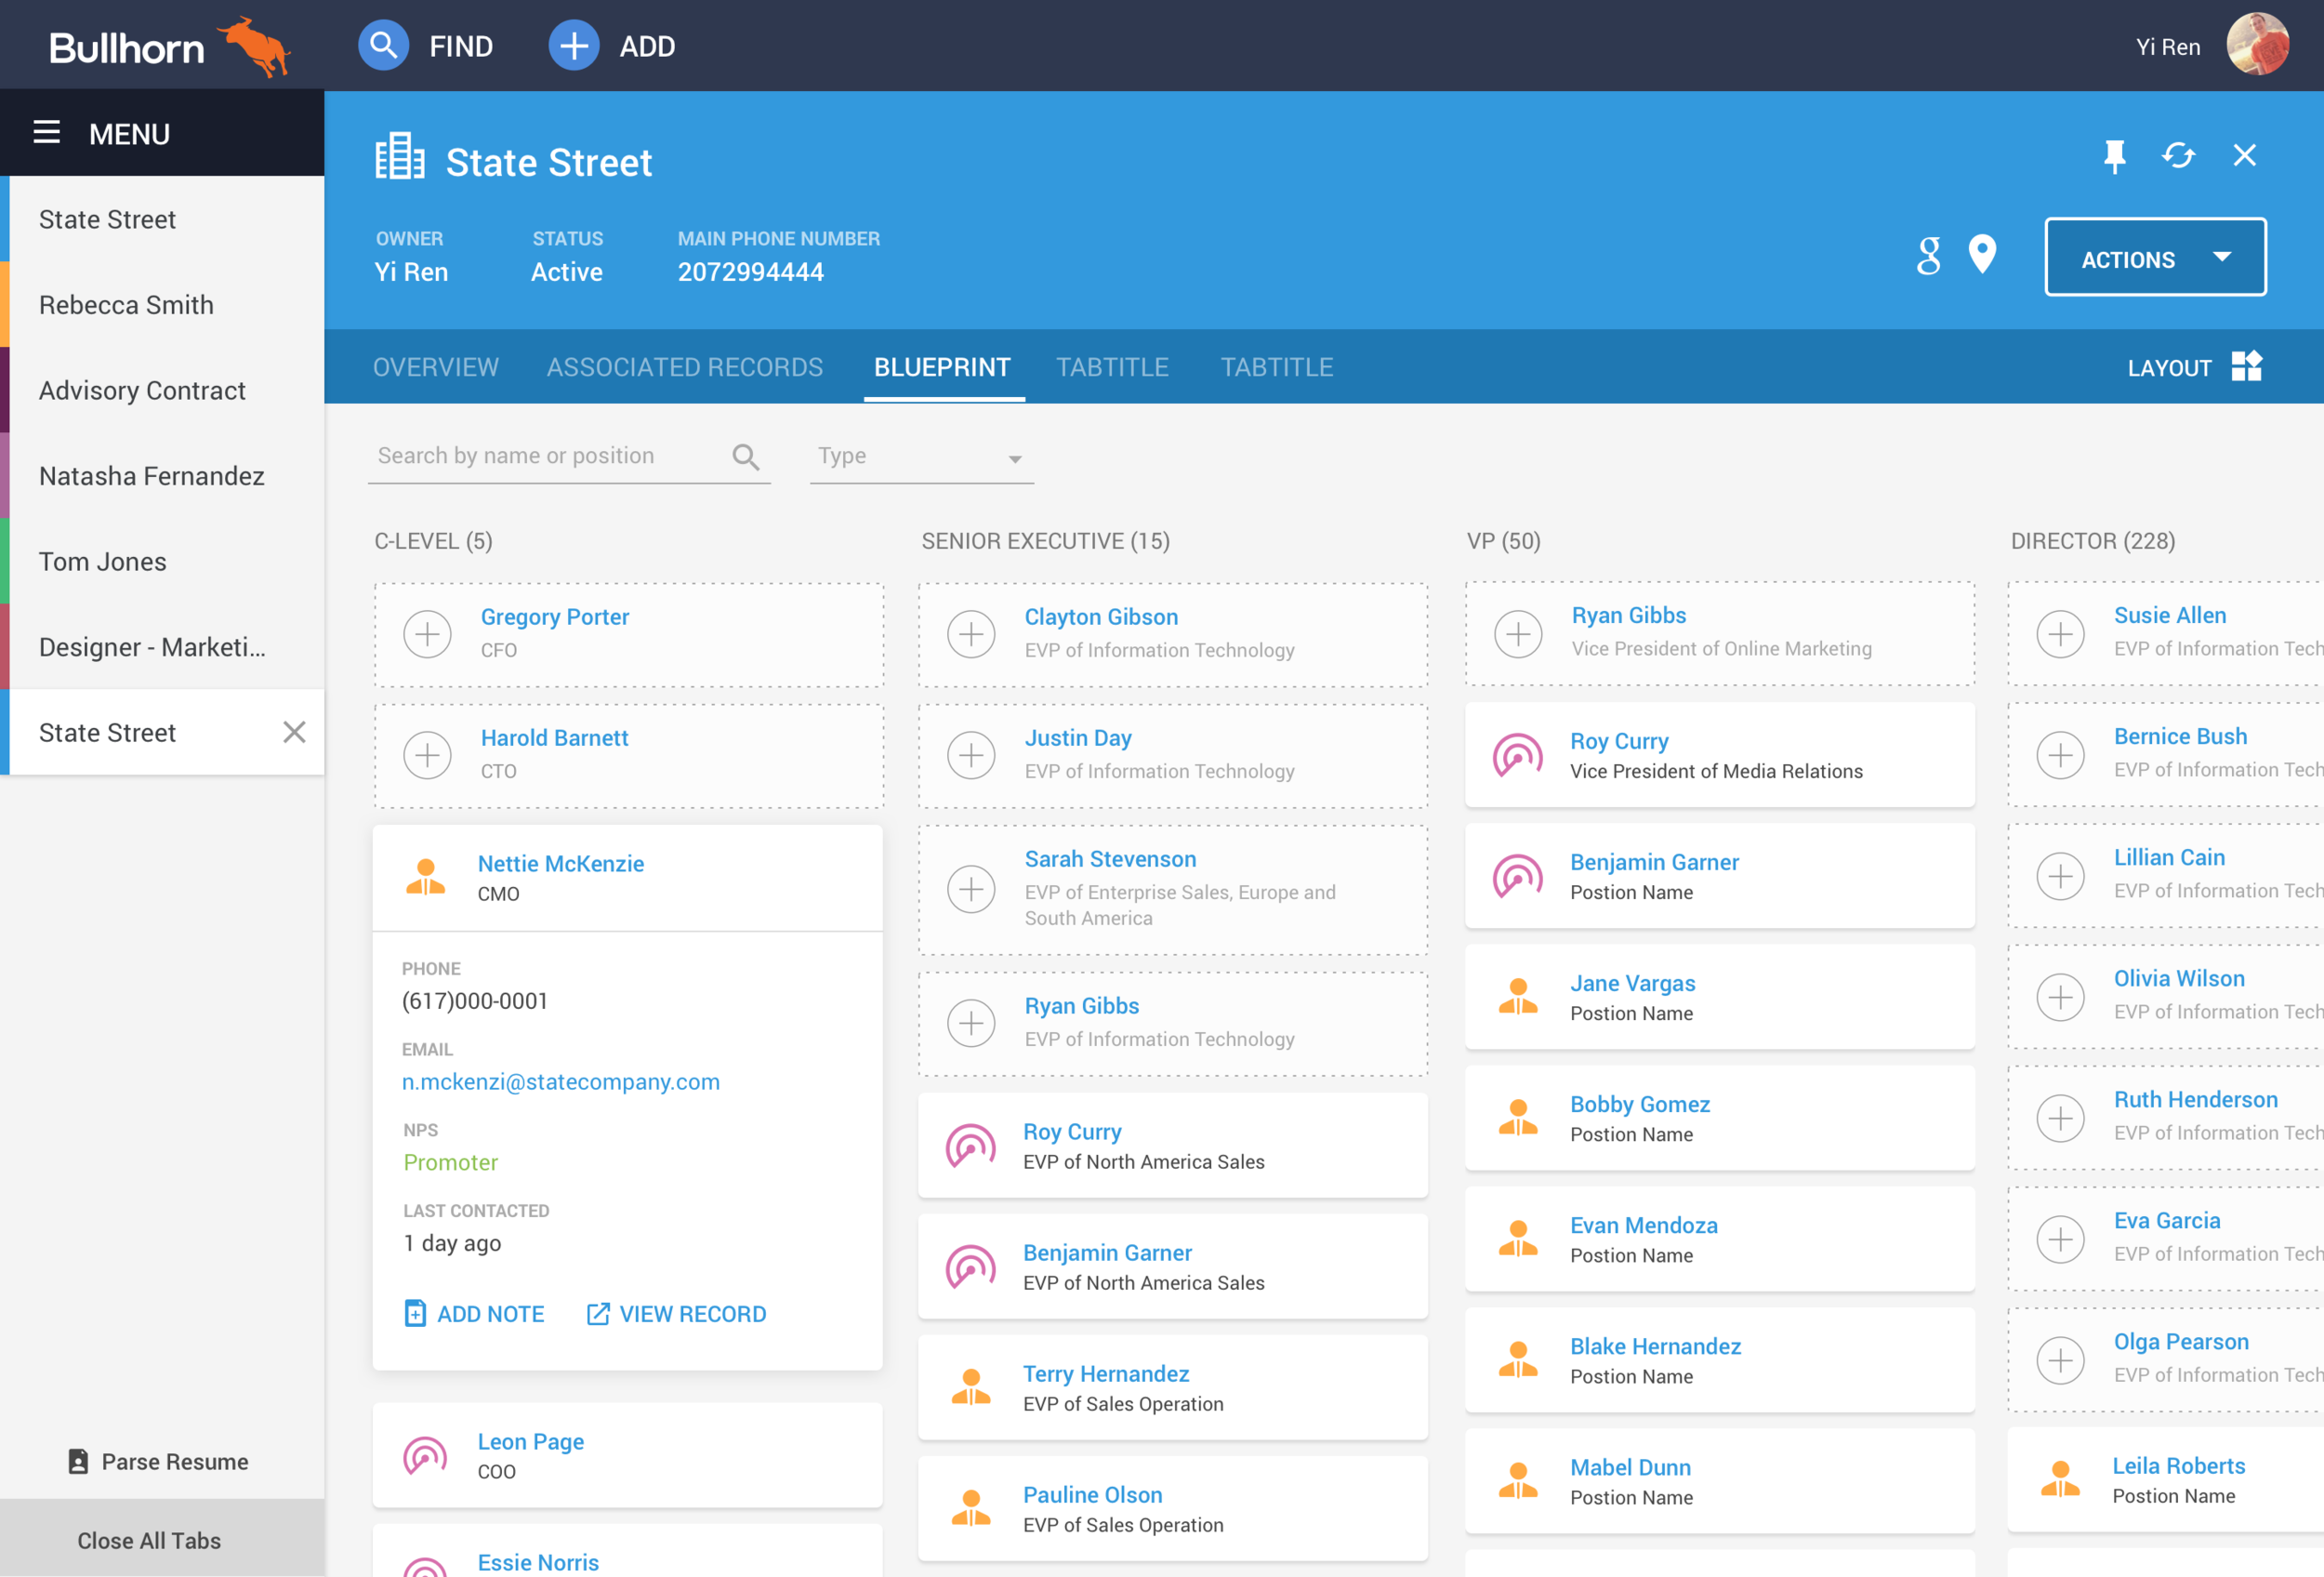 Bullhorn
FIND
ADD
Yi Ren
MENU
State Street
Rebecca Smith
Advisory Contract
Natasha Fernandez
Tom Jones
Designer - Marketi...
State Street
Parse Resume
Close All Tabs
State Street
OWNER
Yi Ren
STATUS
Active
MAIN PHONE NUMBER
2072994444
g
ACTIONS
OVERVIEW
ASSOCIATED RECORDS
BLUEPRINT
TABTITLE
TABTITLE
LAYOUT
Search by name or position
Type
C-LEVEL (5)
Gregory Porter
CFO
Harold Barnett
CTO
Nettie McKenzie
CMO
PHONE
(617)000-0001
EMAIL
n.mckenzi@statecompany.com
NPS
Promoter
LAST CONTACTED
1 day ago
ADD NOTE
VIEW RECORD
Leon Page
COO
Essie Norris
SENIOR EXECUTIVE (15)
Clayton Gibson
EVP of Information Technology
Justin Day
EVP of Information Technology
Sarah Stevenson
EVP of Enterprise Sales, Europe and
South America
Ryan Gibbs
EVP of Information Technology
Roy Curry
EVP of North America Sales
Benjamin Garner
EVP of North America Sales
Terry Hernandez
EVP of Sales Operation
Pauline Olson
EVP of Sales Operation
VP (50)
Ryan Gibbs
Vice President of Online Marketing
Roy Curry
Vice President of Media Relations
Benjamin Garner
Postion Name
Jane Vargas
Postion Name
Bobby Gomez
Postion Name
Evan Mendoza
Postion Name
Blake Hernandez
Postion Name
Mabel Dunn
Postion Name
DIRECTOR (228)
Susie Allen
EVP of Information Tech
Bernice Bush
EVP of Information Tech
Lillian Cain
EVP of Information Tech
Olivia Wilson
EVP of Information Tech
Ruth Henderson
EVP of Information Tech
Eva Garcia
EVP of Information Tech
Olga Pearson
EVP of Information Tech
Leila Roberts
Postion Name